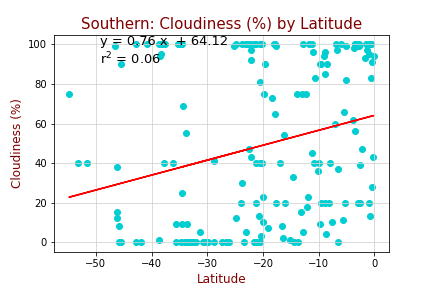 Southern: Cloudiness (%) by Latitude
y = 0.76 x + 64.12
r² = 0.06
Cloudiness (%)
100
80
60
40
20
0
−50 −40 −30 −20 −10 0
Latitude